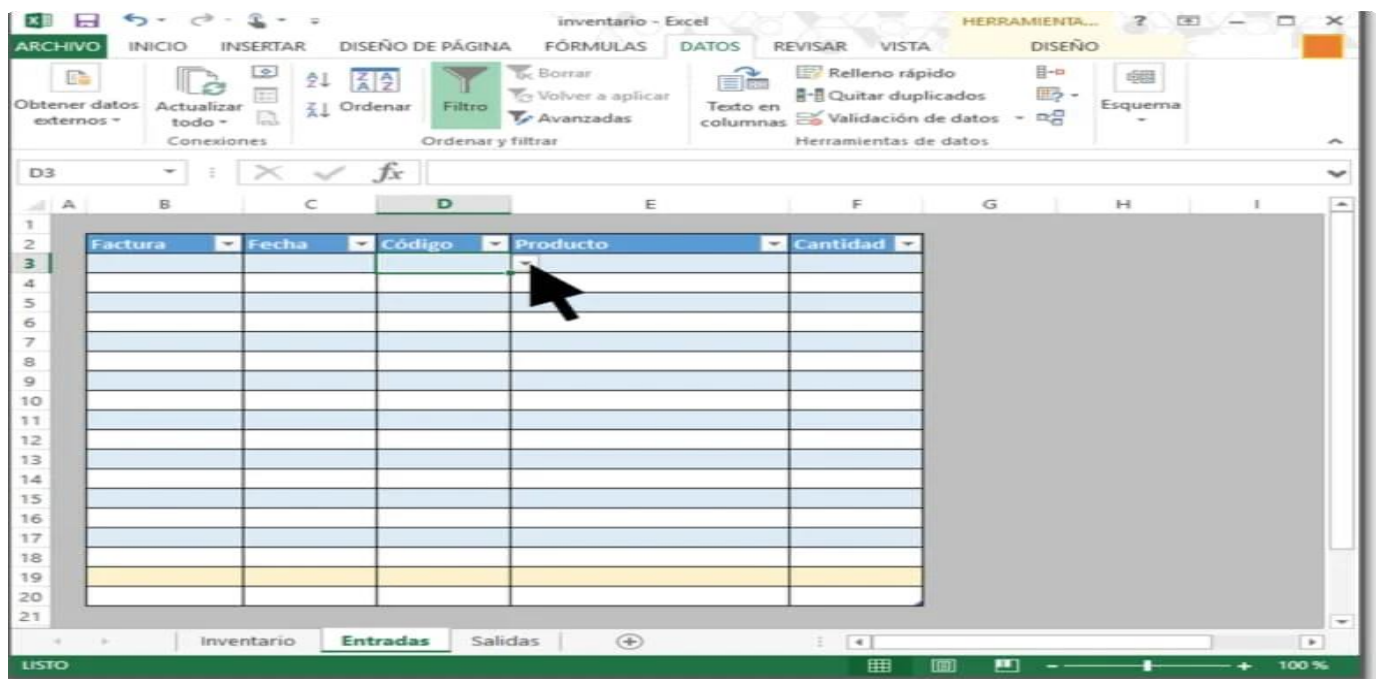 inventario - Excel HERRAMIENTA... ?
ARCHIVO INICIO INSERTAR DISEÑO DE PÁGINA FÓRMULAS DATOS REVISAR VISTA DISEÑO
Obtener datos externos
Actualizar todo
Conexiones
Ordenar
Filtro
Borrar
Volver a aplicar
Avanzadas
Ordenar y filtrar
Texto en columnas
Relleno rápido
Quitar duplicados
Validación de datos
Herramientas de datos
Esquema
D3 fx
A B C D E F G H I
1
2 Factura Fecha Código Producto Cantidad
3
4
5
6
7
8
9
10
11
12
13
14
15
16
17
18
19
20
21
Inventario Entradas Salidas
LISTO 100 %